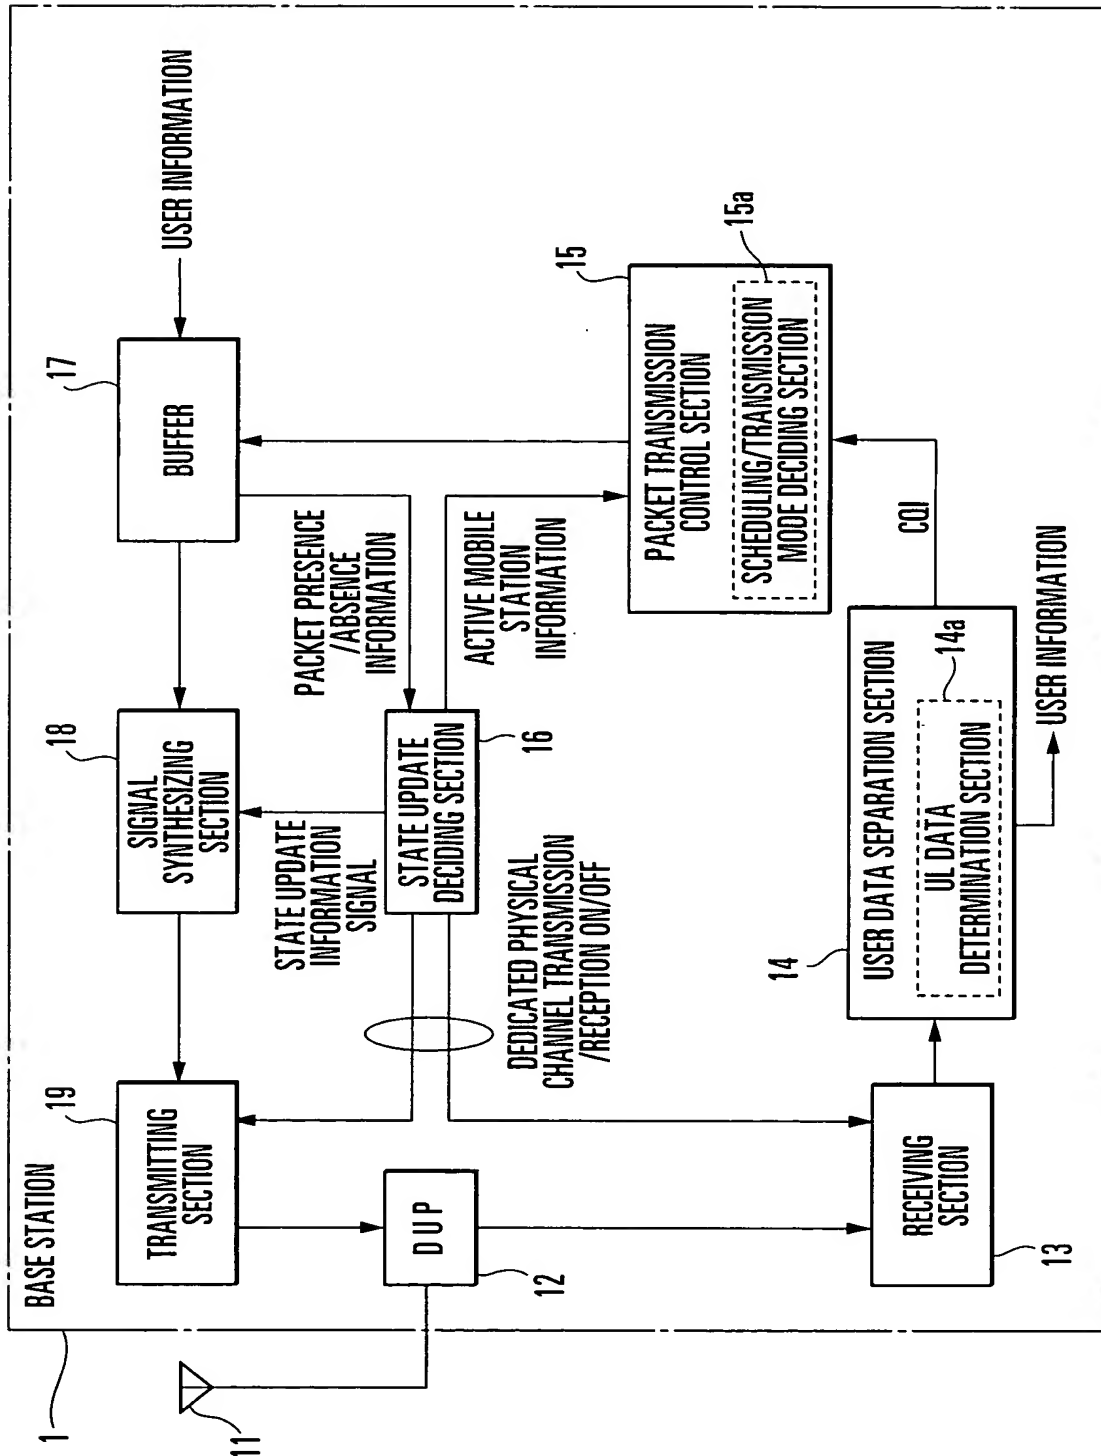 BASE STATION
1
11
19
TRANSMITTING
SECTION
18
SIGNAL
SYNTHESIZING
SECTION
17
BUFFER
USER INFORMATION
DUP
12
STATE UPDATE
INFORMATION
SIGNAL
STATE UPDATE
DECIDING SECTION
16
PACKET PRESENCE
/ABSENCE
INFORMATION
ACTIVE MOBILE
STATION
INFORMATION
DEDICATED PHYSICAL
CHANNEL TRANSMISSION
/RECEPTION ON/OFF
15
PACKET TRANSMISSION
CONTROL SECTION
15a
SCHEDULING/TRANSMISSION
MODE DECIDING SECTION
RECEIVING
SECTION
13
14
USER DATA SEPARATION SECTION
14a
UL DATA
DETERMINATION SECTION
CQI
USER INFORMATION